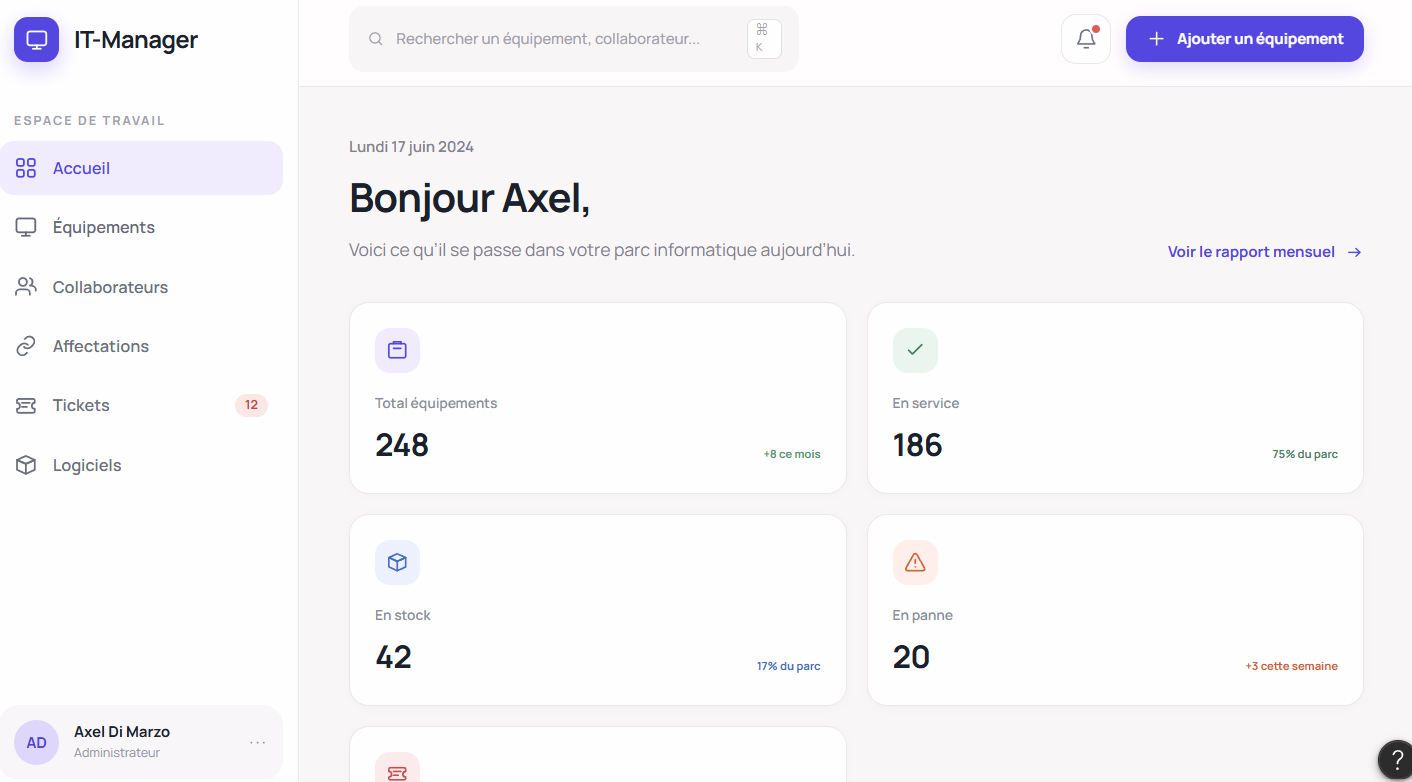 IT-Manager
Rechercher un équipement, collaborateur...
⌘
K
Ajouter un équipement
ESPACE DE TRAVAIL
Accueil
Équipements
Collaborateurs
Affectations
Tickets
12
Logiciels
AD
Axel Di Marzo
Administrateur
...
Lundi 17 juin 2024
Bonjour Axel,
Voici ce qu’il se passe dans votre parc informatique aujourd’hui.
Voir le rapport mensuel →
Total équipements
248
+8 ce mois
En service
186
75% du parc
En stock
42
17% du parc
En panne
20
+3 cette semaine
?